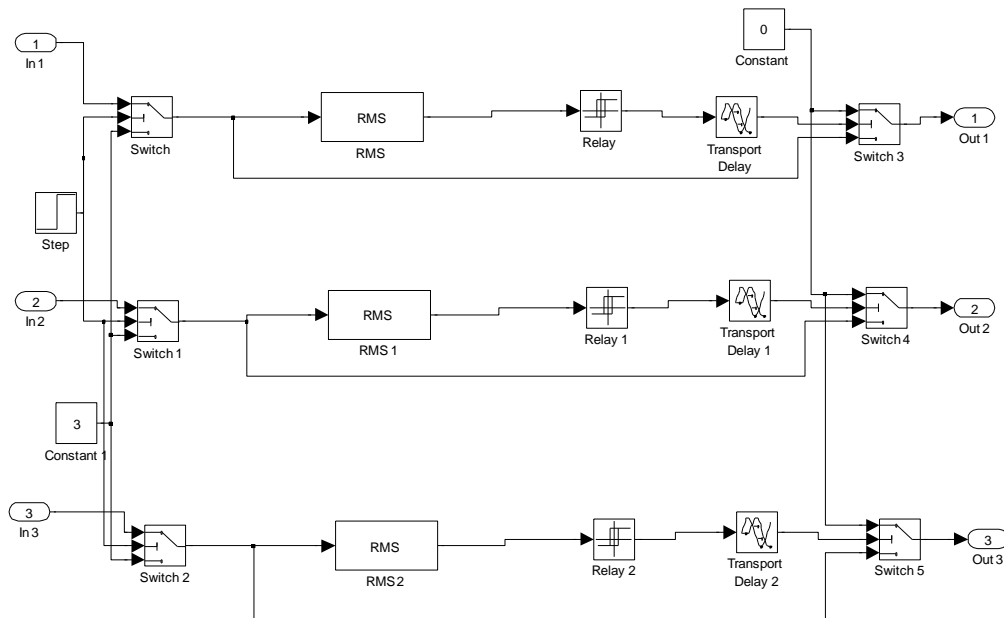 1
In 1
Switch
RMS
RMS
Relay
Transport
Delay
0
Constant
Switch 3
1
Out 1
Step
2
In 2
Switch 1
RMS
RMS 1
Relay 1
Transport
Delay 1
Switch 4
2
Out 2
3
Constant 1
3
In 3
Switch 2
RMS
RMS 2
Relay 2
Transport
Delay 2
Switch 5
3
Out 3